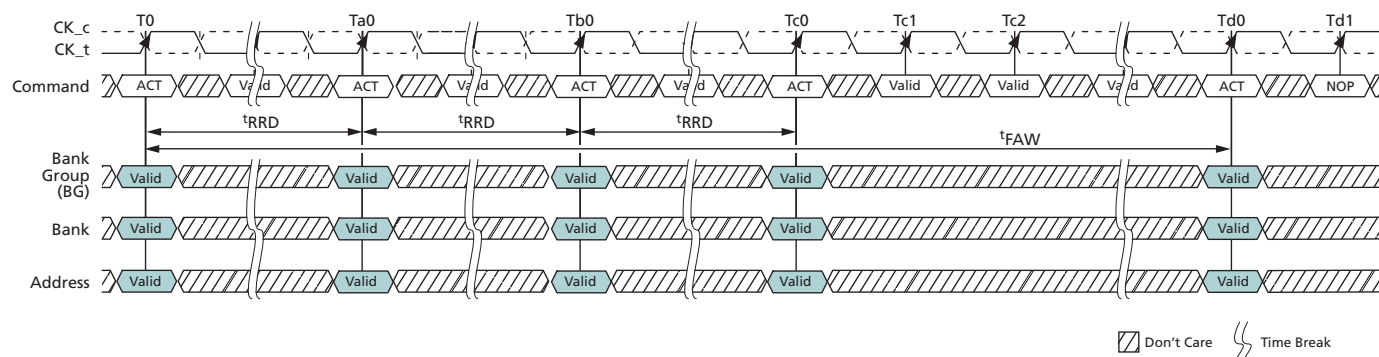 T0 Ta0 Tb0 Tc0 Tc1 Tc2 Td0 Td1
CK_c
CK_t
Command ACT Valid ACT Valid ACT Valid ACT Valid Valid Valid ACT NOP
tRRD tRRD tRRD
tFAW
Bank
Group
(BG)
Valid Valid Valid Valid Valid
Bank Valid Valid Valid Valid Valid
Address Valid Valid Valid Valid Valid
Don't Care Time Break